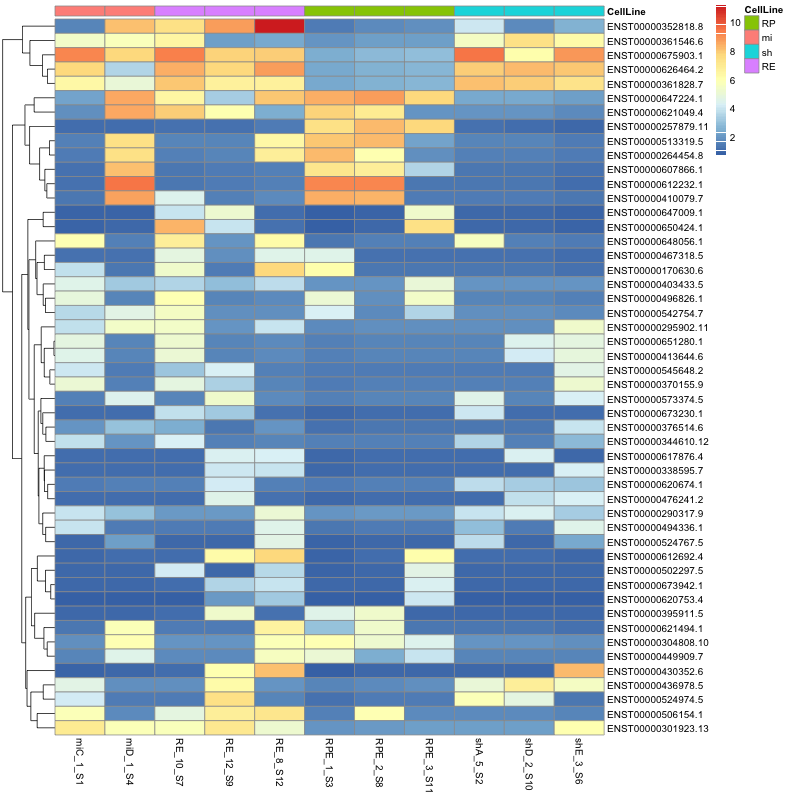 CellLine
CellLine
RP
mi
sh
RE
10
8
6
4
2
ENST00000352818.8
ENST00000361546.6
ENST00000675903.1
ENST00000626464.2
ENST00000361828.7
ENST00000647224.1
ENST00000621049.4
ENST00000257879.11
ENST00000513319.5
ENST00000264454.8
ENST00000607866.1
ENST00000612232.1
ENST00000410079.7
ENST00000647009.1
ENST00000650424.1
ENST00000648056.1
ENST00000467318.5
ENST00000170630.6
ENST00000403433.5
ENST00000496826.1
ENST00000542754.7
ENST00000295902.11
ENST00000651280.1
ENST00000413644.6
ENST00000545648.2
ENST00000370155.9
ENST00000573374.5
ENST00000673230.1
ENST00000376514.6
ENST00000344610.12
ENST00000617876.4
ENST00000338595.7
ENST00000620674.1
ENST00000476241.2
ENST00000290317.9
ENST00000494336.1
ENST00000524767.5
ENST00000612692.4
ENST00000502297.5
ENST00000673942.1
ENST00000620753.4
ENST00000395911.5
ENST00000621494.1
ENST00000304808.10
ENST00000449909.7
ENST00000430352.6
ENST00000436978.5
ENST00000524974.5
ENST00000506154.1
ENST00000301923.13
miC_1_S1
miD_1_S4
RE_10_S7
RE_12_S9
RE_8_S12
RPE_1_S3
RPE_2_S8
RPE_3_S11
shA_5_S2
shD_2_S10
shE_3_S6